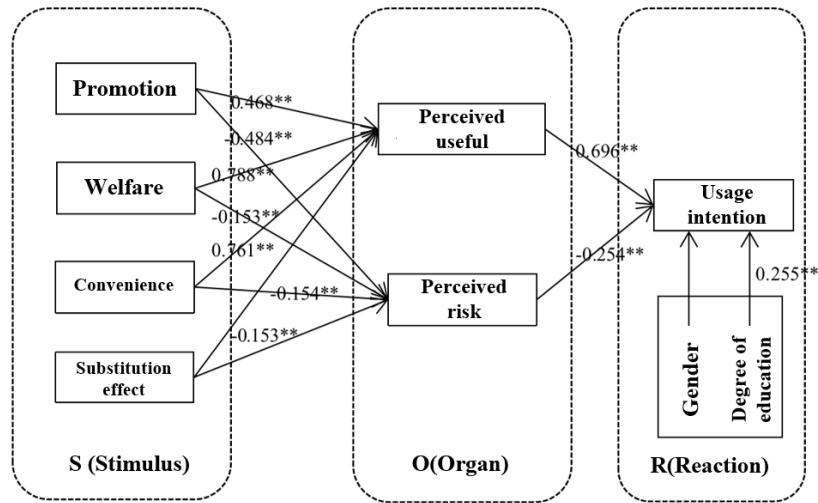 Promotion
Welfare
Convenience
Substitution
effect
S (Stimulus)
0.468**
-0.484**
0.788**
-0.153**
0.761**
-0.154**
-0.153**
Perceived
useful
Perceived
risk
O(Organ)
0.696**
-0.254**
Usage
intention
0.255**
Gender
Degree of
education
R(Reaction)